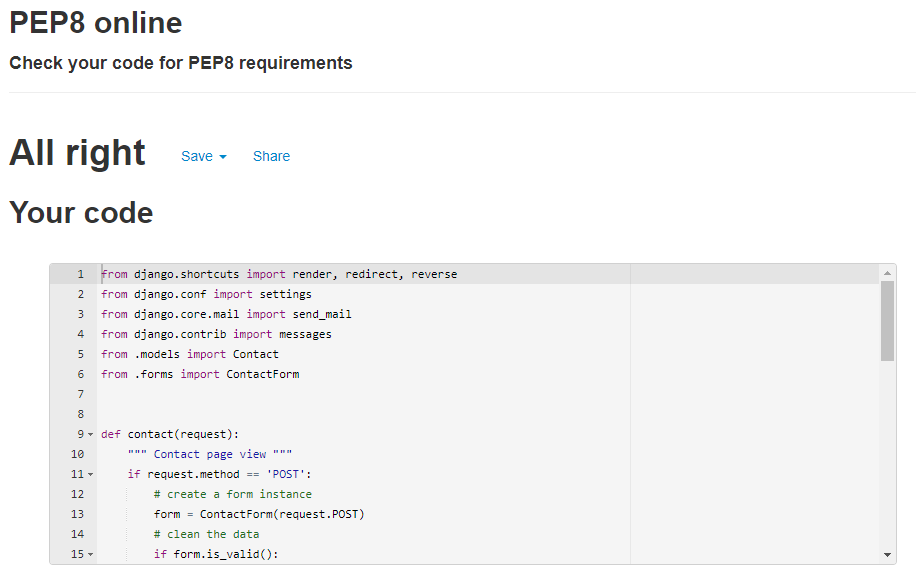 PEP8 online
Check your code for PEP8 requirements
All right Save Share
Your code
1 from django.shortcuts import render, redirect, reverse
2 from django.conf import settings
3 from django.core.mail import send_mail
4 from django.contrib import messages
5 from .models import Contact
6 from .forms import ContactForm
7
8
9 def contact(request):
10     """ Contact page view """
11     if request.method == 'POST':
12         # create a form instance
13         form = ContactForm(request.POST)
14         # clean the data
15         if form.is_valid():